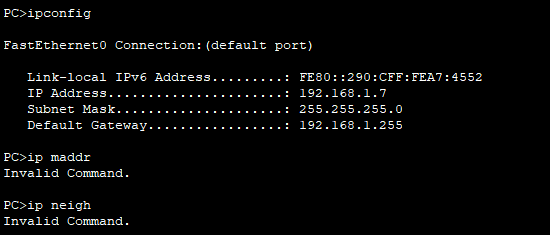 PC>ipconfig
FastEthernet0 Connection:(default port)
Link-local IPv6 Address.........: FE80::290:CFF:FEA7:4552
IP Address......................: 192.168.1.7
Subnet Mask.....................: 255.255.255.0
Default Gateway.................: 192.168.1.255
PC>ip maddr
Invalid Command.
PC>ip neigh
Invalid Command.